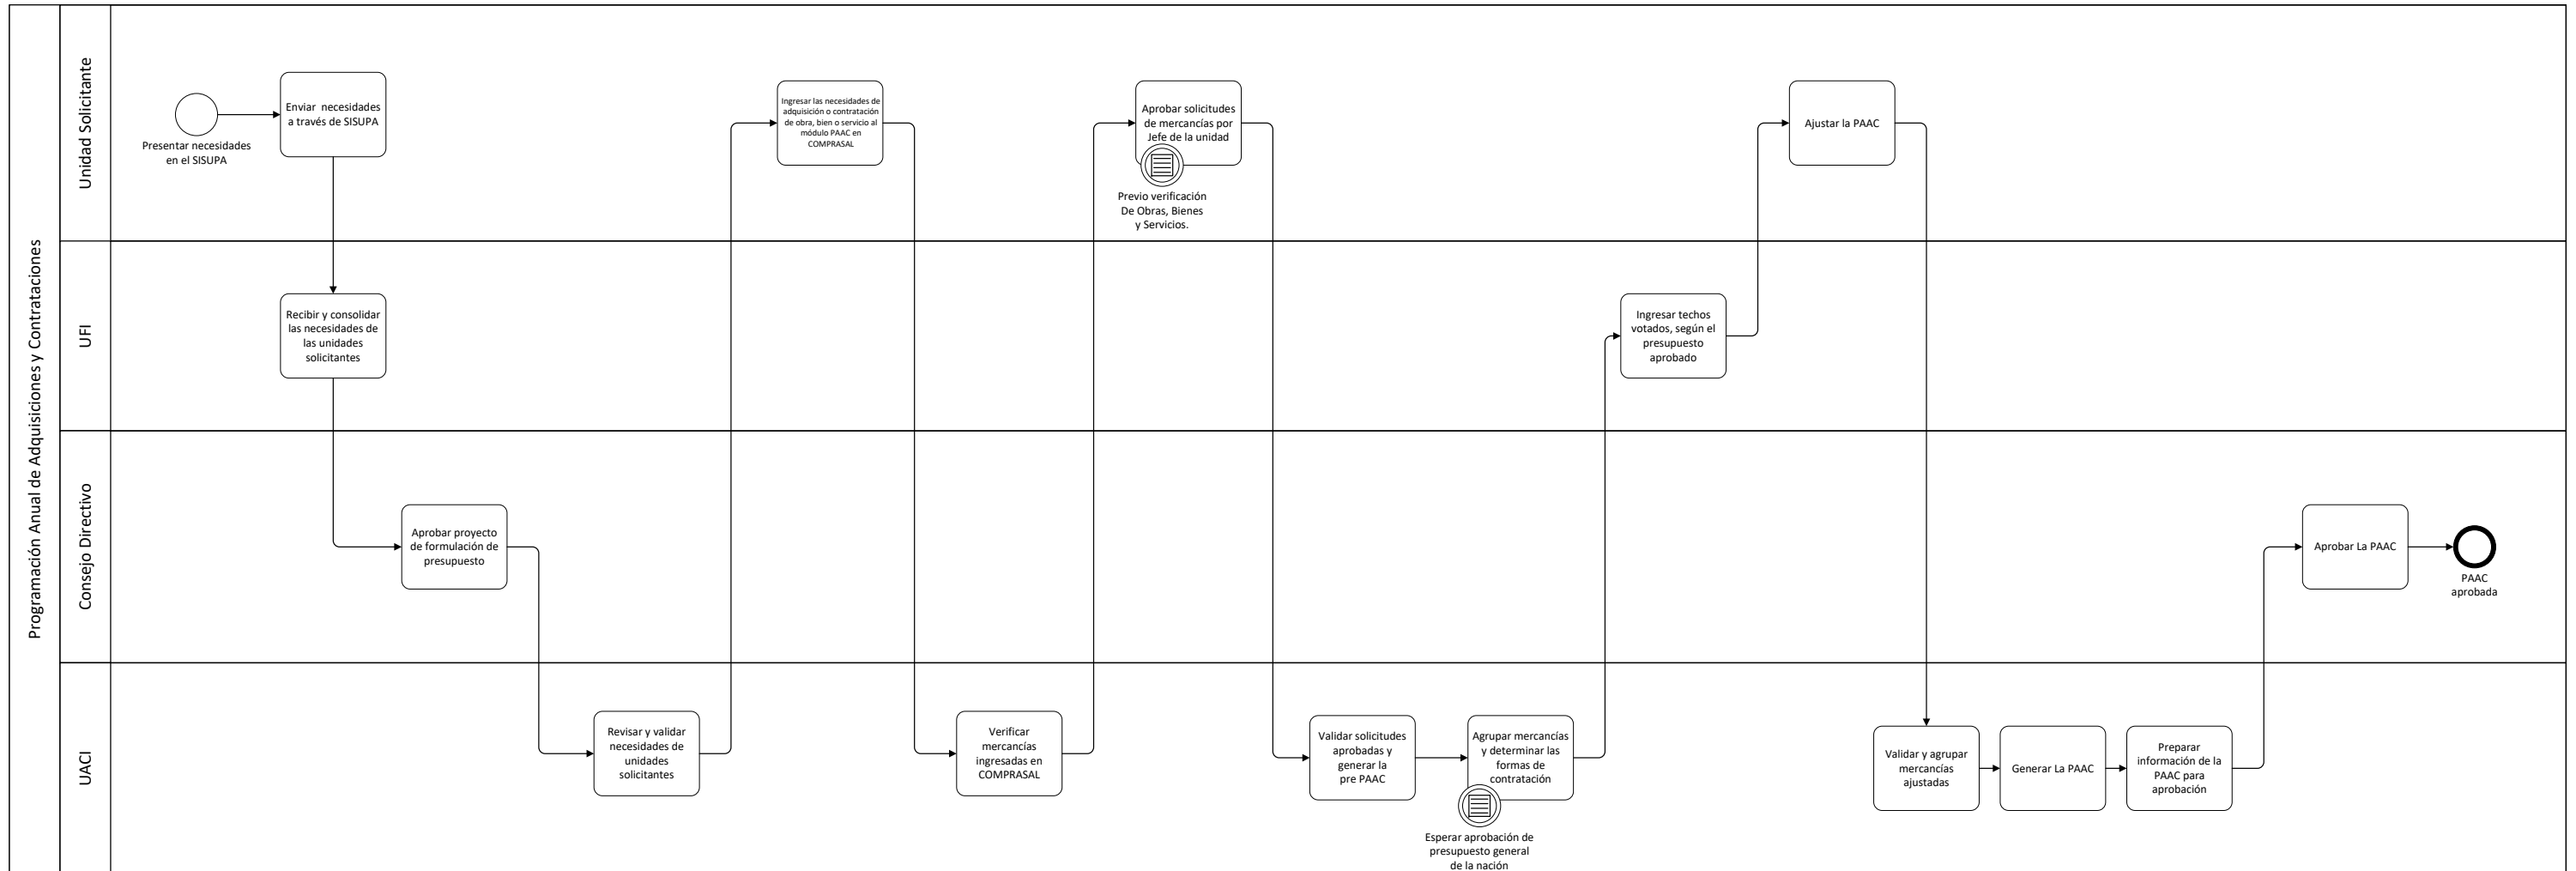 Programación Anual de Adquisiciones y Contrataciones
Unidad Solicitante
Presentar necesidades
en el SISUPA
Enviar necesidades
a través de SISUPA
Ingresar las necesidades de
adquisición o contratación
de obra, bien o servicio al
módulo PAAC en
COMPRASAL
Aprobar solicitudes
de mercancías por
Jefe de la unidad
Previo verificación
De Obras, Bienes
y Servicios.
Ajustar la PAAC
UFI
Recibir y consolidar
las necesidades de
las unidades
solicitantes
Ingresar techos
votados, según el
presupuesto
aprobado
Consejo Directivo
Aprobar proyecto
de formulación de
presupuesto
Aprobar La PAAC
PAAC
aprobada
UACI
Revisar y validar
necesidades de
unidades
solicitantes
Verificar
mercancías
ingresadas en
COMPRASAL
Validar solicitudes
aprobadas y
generar la
pre PAAC
Agrupar mercancías
y determinar las
formas de
contratación
Esperar aprobación de
presupuesto general
de la nación
Validar y agrupar
mercancías
ajustadas
Generar La PAAC
Preparar
información de la
PAAC para
aprobación